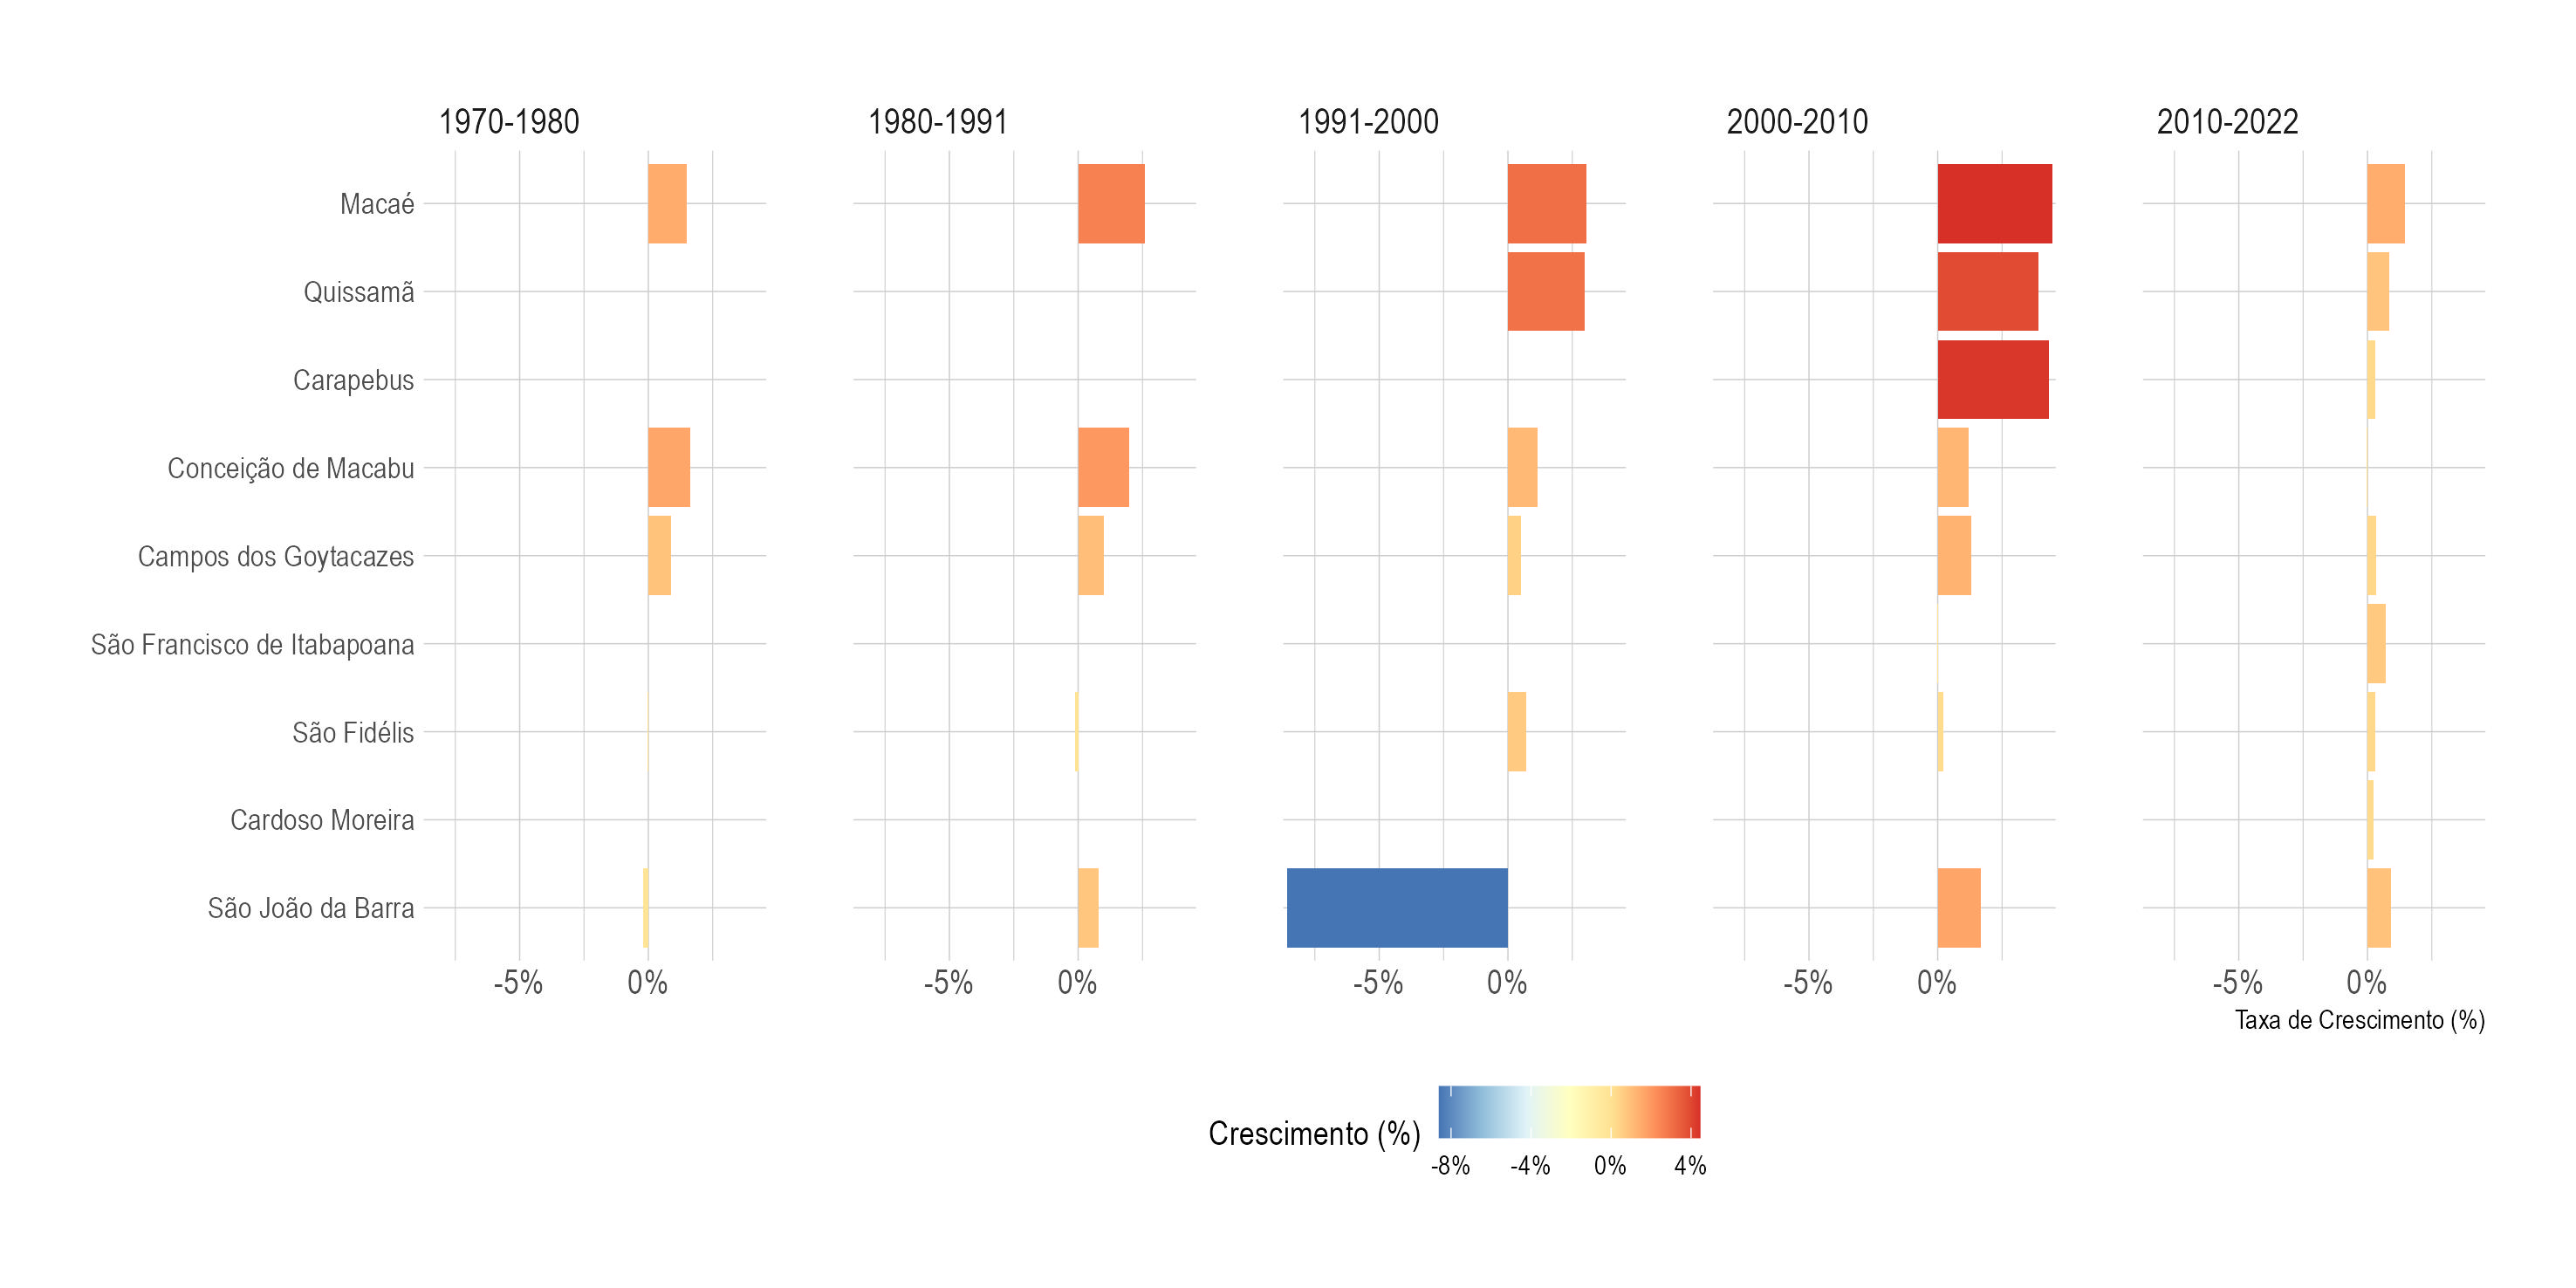 1970-1980 1980-1991 1991-2000 2000-2010 2010-2022
Macaé
Quissamã
Carapebus
Conceição de Macabu
Campos dos Goytacazes
São Francisco de Itabapoana
São Fidélis
Cardoso Moreira
São João da Barra
-5% 0% -5% 0% -5% 0% -5% 0% -5% 0%
Taxa de Crescimento (%)
Crescimento (%)
-8% -4% 0% 4%